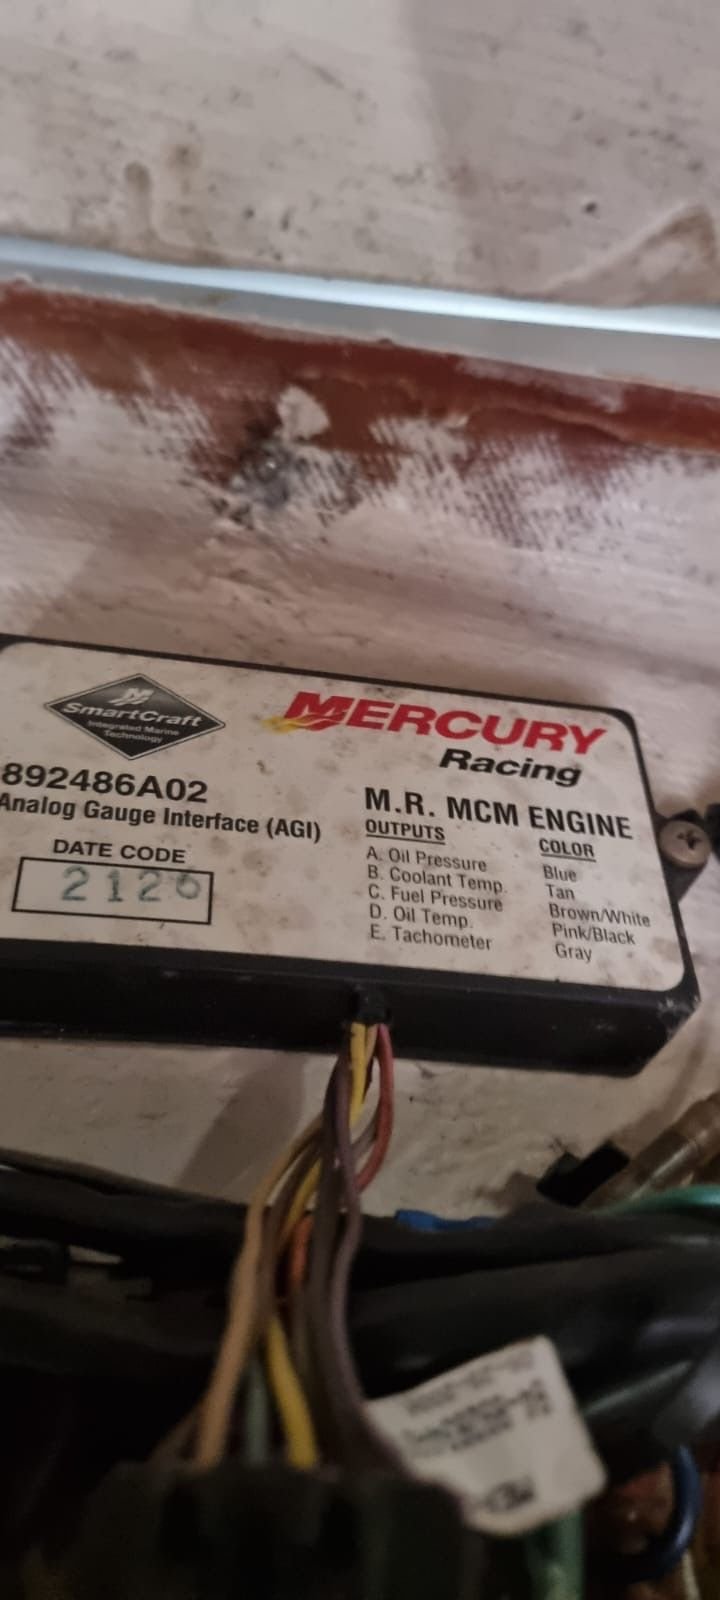 SmartCraft
Integrated Marine
Technology
MERCURY
Racing
892486A02
Analog Gauge Interface (AGI)
DATE CODE
2126
M.R. MCM ENGINE
OUTPUTS COLOR
A. Oil Pressure Blue
B. Coolant Temp. Tan
C. Fuel Pressure Brown/White
D. Oil Temp. Pink/Black
E. Tachometer Gray